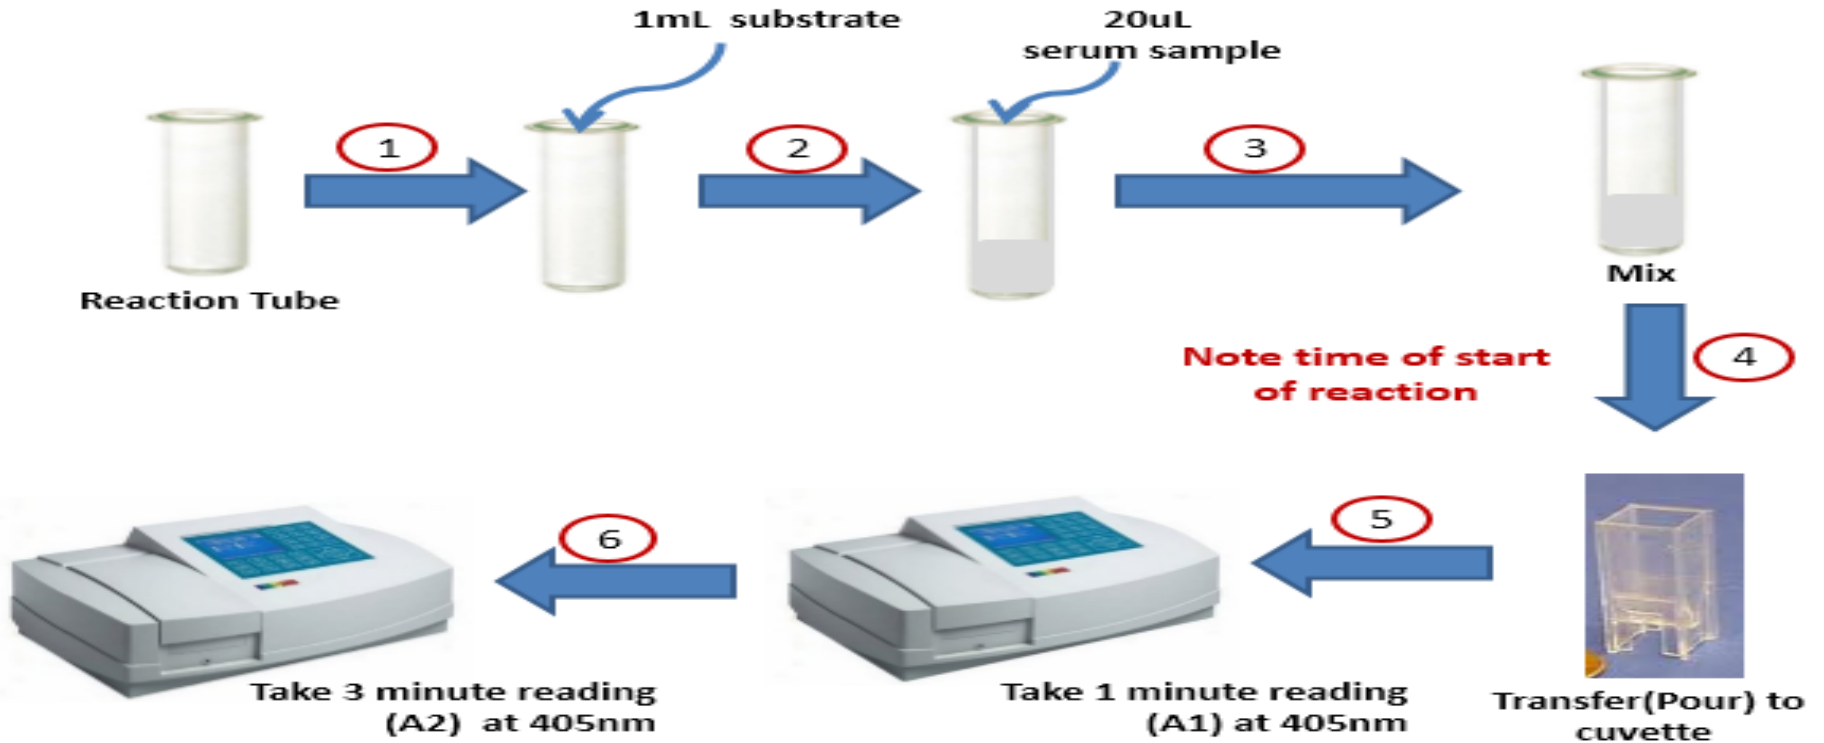 1mL  substrate
20uL
serum sample
1
2
3
Reaction Tube
Mix
Note time of start
of reaction
4
5
6
Take 3 minute reading
(A2)  at 405nm
Take 1 minute reading
(A1) at 405nm
Transfer(Pour) to
cuvette